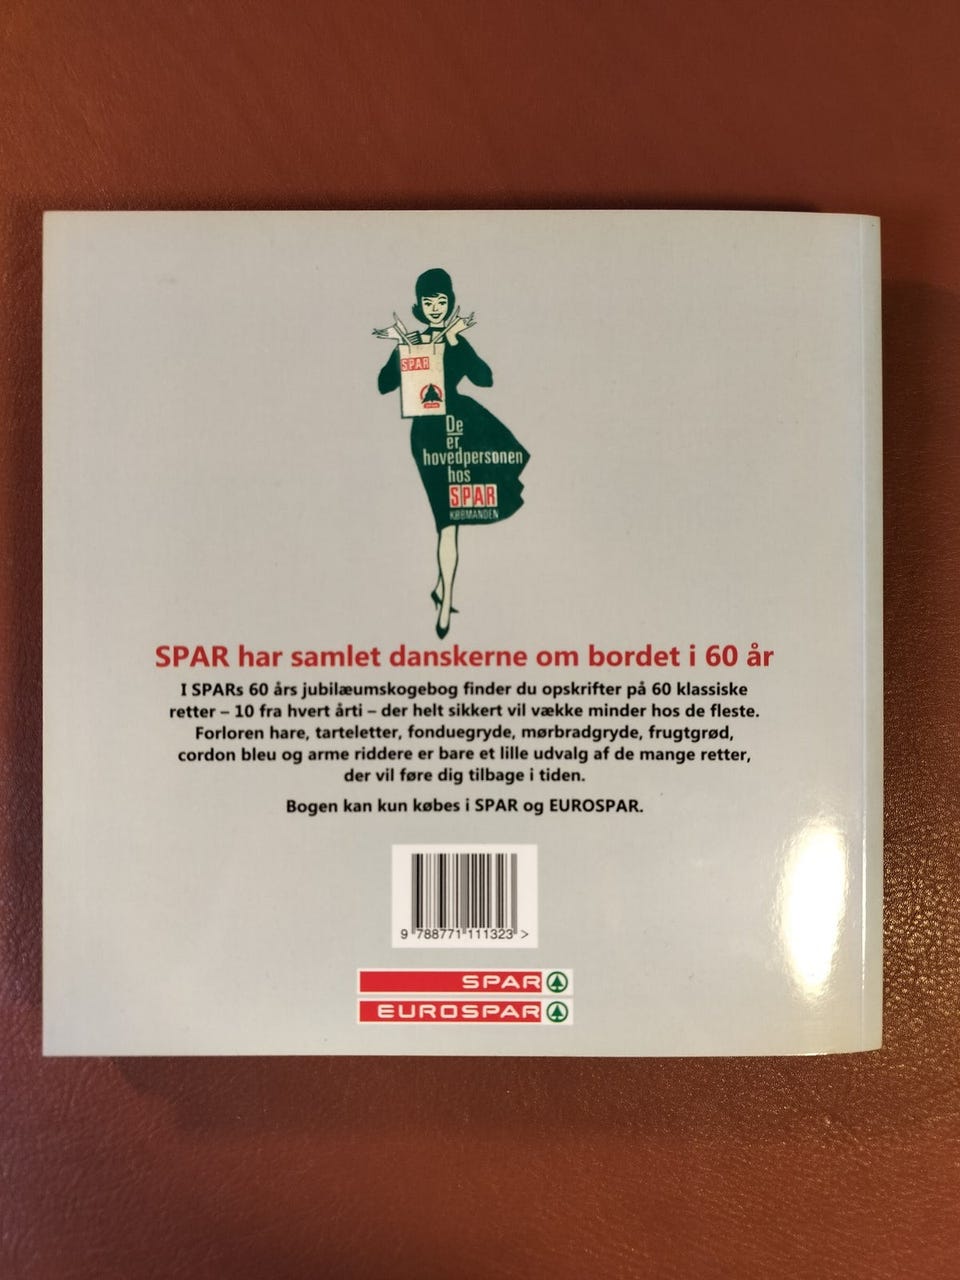 SPAR
De
er
hovedpersonen
hos
SPAR
KØBMANDEN
SPAR har samlet danskerne om bordet i 60 år
I SPARs 60 års jubilæumskogebog finder du opskrifter på 60 klassiske
retter – 10 fra hvert årti – der helt sikkert vil vække minder hos de fleste.
Forloren hare, tarteletter, fonduegryde, mørbradgryde, frugtgrød,
cordon bleu og arme riddere er bare et lille udvalg af de mange retter,
der vil føre dig tilbage i tiden.
Bogen kan kun købes i SPAR og EUROSPAR.
9 788771 111323 >
SPAR
EUROSPAR